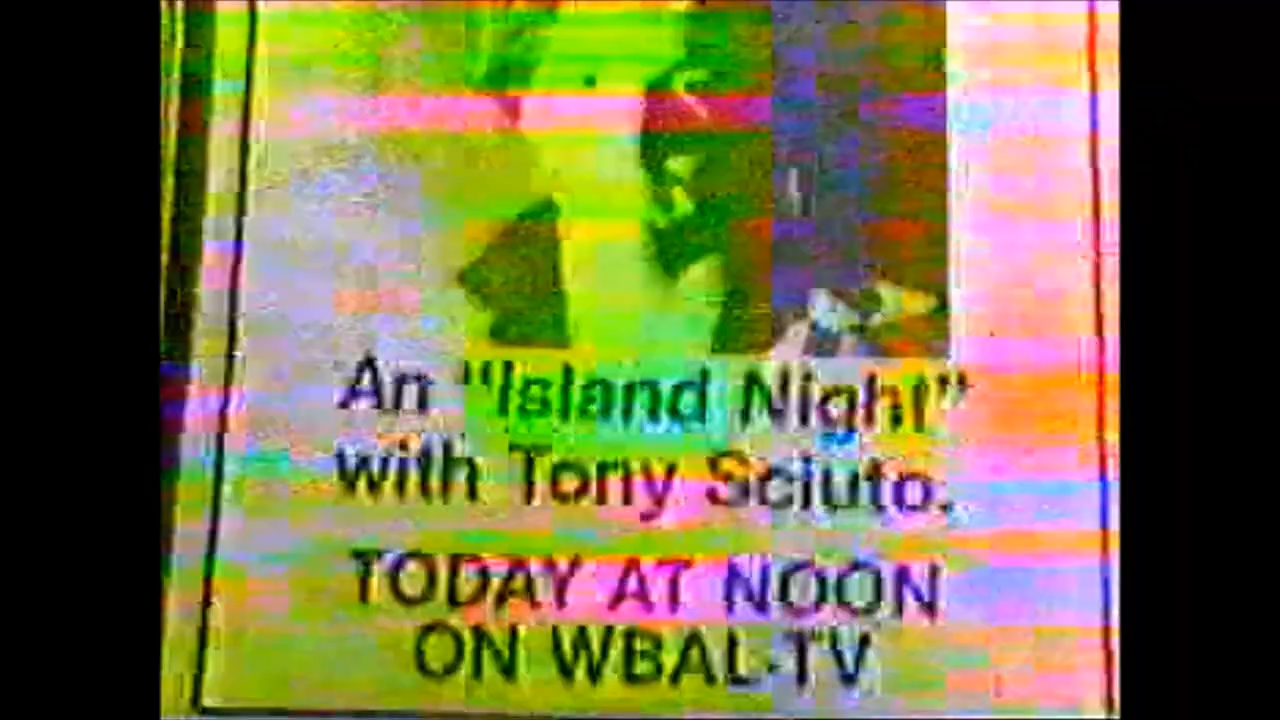 An "Island Night"
with Tony Sciuto.
TODAY AT NOON
ON WBAL-TV